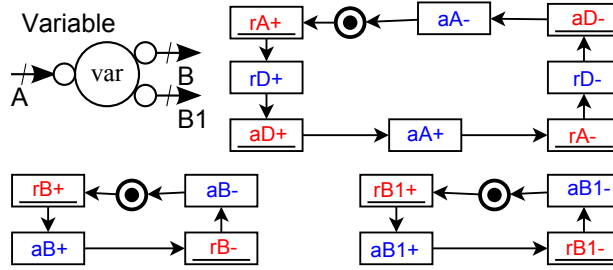 Variable
var
A
B
B1
rA+
aA-
aD-
rD+
rD-
aD+
aA+
rA-
rB+
aB-
aB+
rB-
rB1+
aB1-
aB1+
rB1-